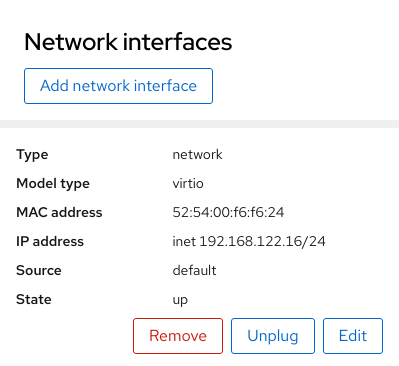 Network interfaces
Add network interface
Type network
Model type virtio
MAC address 52:54:00:f6:f6:24
IP address inet 192.168.122.16/24
Source default
State up
Remove Unplug Edit